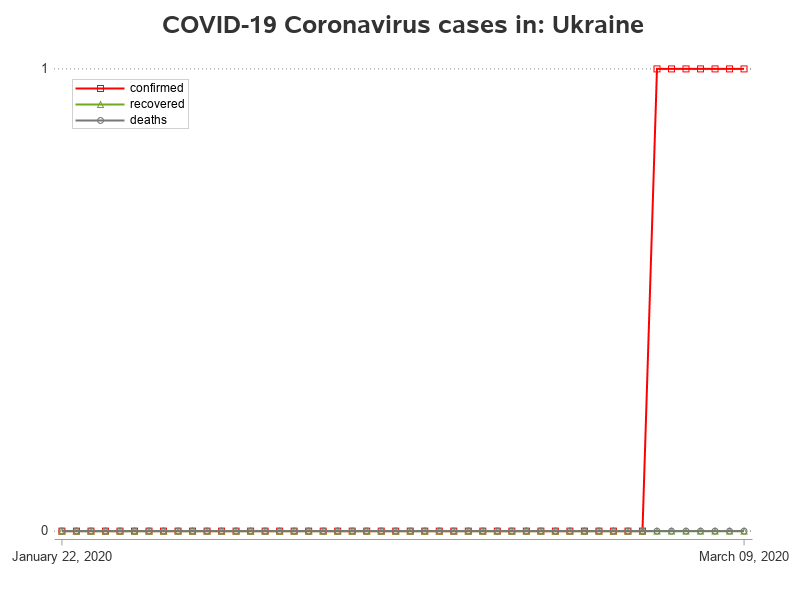 COVID-19 Coronavirus cases in: Ukraine
1
confirmed
recovered
deaths
0
January 22, 2020
March 09, 2020